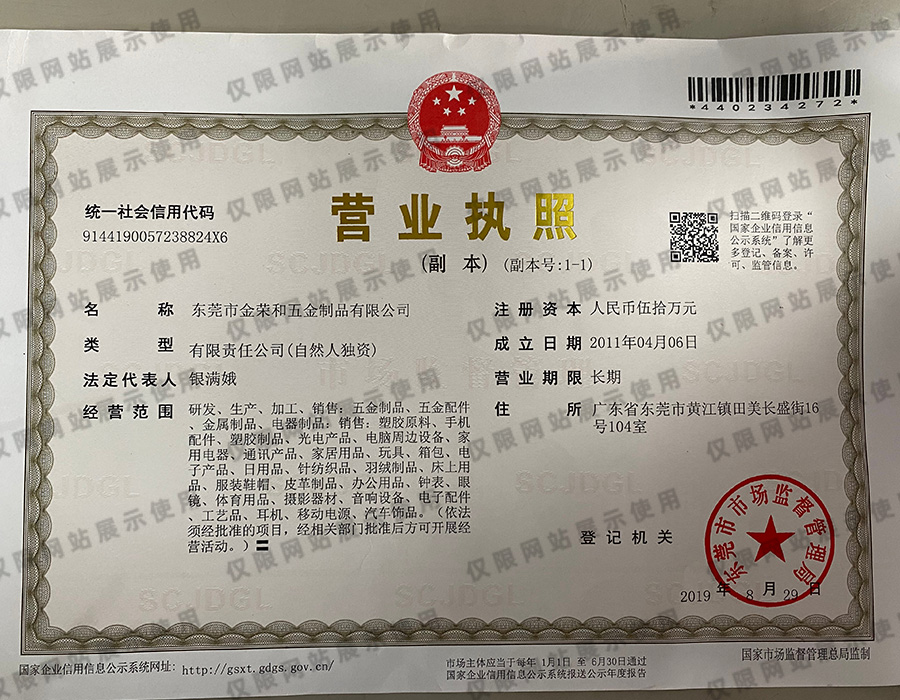 *440234272*
营业执照
(副 本) (副本号:1-1)
统一社会信用代码
9144190057238824X6
扫描二维码登录“
国家企业信用信息
公示系统”了解更
多登记、备案、许
可、监管信息。
名 称 东莞市金荣和五金制品有限公司
类 型 有限责任公司(自然人独资)
法定代表人 银满娥
经营范围 研发、生产、加工、销售:五金制品、五金配件
、金属制品、电器制品;销售:塑胶原料、手机
配件、塑胶制品、光电产品、电脑周边设备、家
用电器、通讯产品、家居用品、玩具、箱包、电
子产品、日用品、针纺织品、羽绒制品、床上用
品、服装鞋帽、皮革制品、办公用品、钟表、眼
镜、体育用品、摄影器材、音响设备、电子配件
、工艺品、耳机、移动电源、汽车饰品。(依法
须经批准的项目,经相关部门批准后方可开展经
营活动。)
注册资本 人民币伍拾万元
成立日期 2011年04月06日
营业期限 长期
住 所 广东省东莞市黄江镇田美长盛街16
号104室
登记机关
东莞市市场监督管理局
2019 年 8 月 29 日
国家企业信用信息公示系统网址: http://gsxt.gdgs.gov.cn/
市场主体应当于每年 1月1日 至 6月30日通过
国家企业信用信息公示系统报送公示年度报告
国家市场监督管理总局监制
仅限网站展示使用
SCJDGL